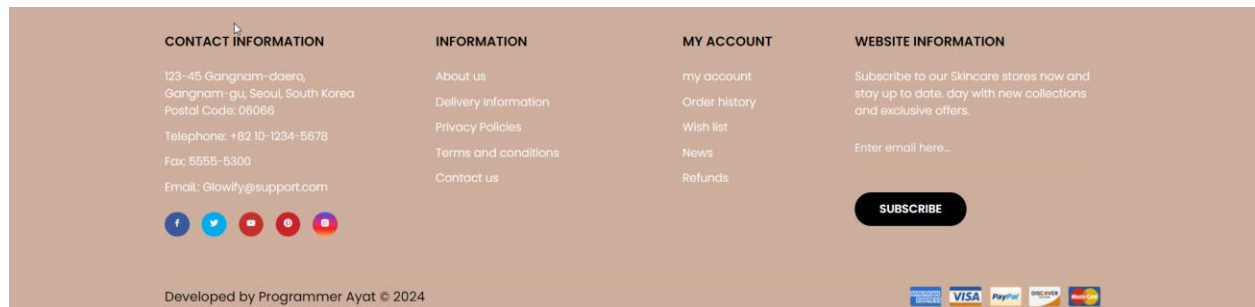 CONTACT INFORMATION
123-45 Gangnam-daero,
Gangnam-gu, Seoul, South Korea
Postal Code: 06066
Telephone: +82 10-1234-5678
Fax: 5555-5300
Email.: Glowify@support.com
INFORMATION
About us
Delivery Information
Privacy Policies
Terms and conditions
Contact us
MY ACCOUNT
my account
Order history
Wish list
News
Refunds
WEBSITE INFORMATION
Subscribe to our Skincare stores now and
stay up to date. day with new collections
and exclusive offers.
Enter email here...
SUBSCRIBE
Developed by Programmer Ayat © 2024
AMERICAN
EXPRESS
VISA
PayPal
DISCOVER
MasterCard